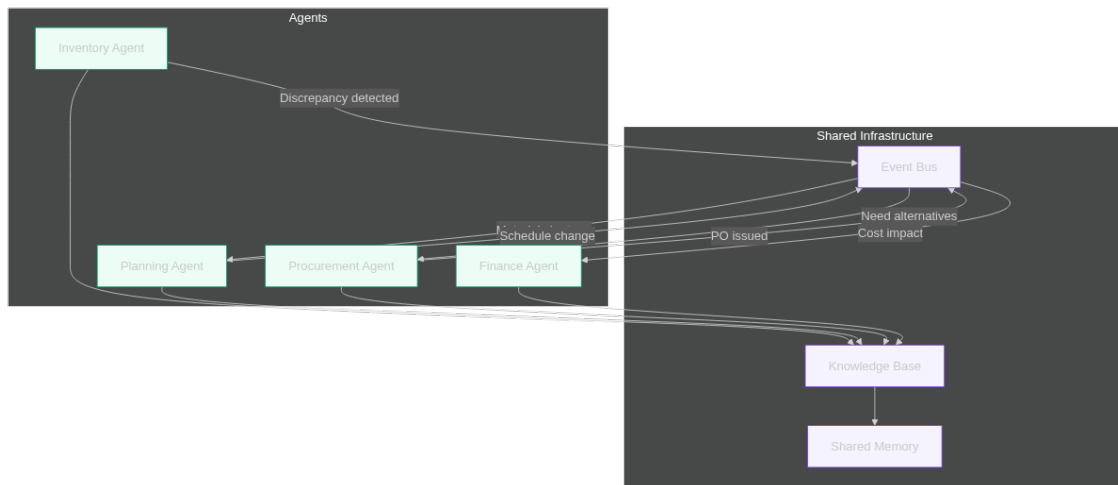 Agents
Inventory Agent
Discrepancy detected
Shared Infrastructure
Event Bus
Need alternatives
Schedule change
PO issued
Cost impact
Planning Agent
Procurement Agent
Finance Agent
Knowledge Base
Shared Memory